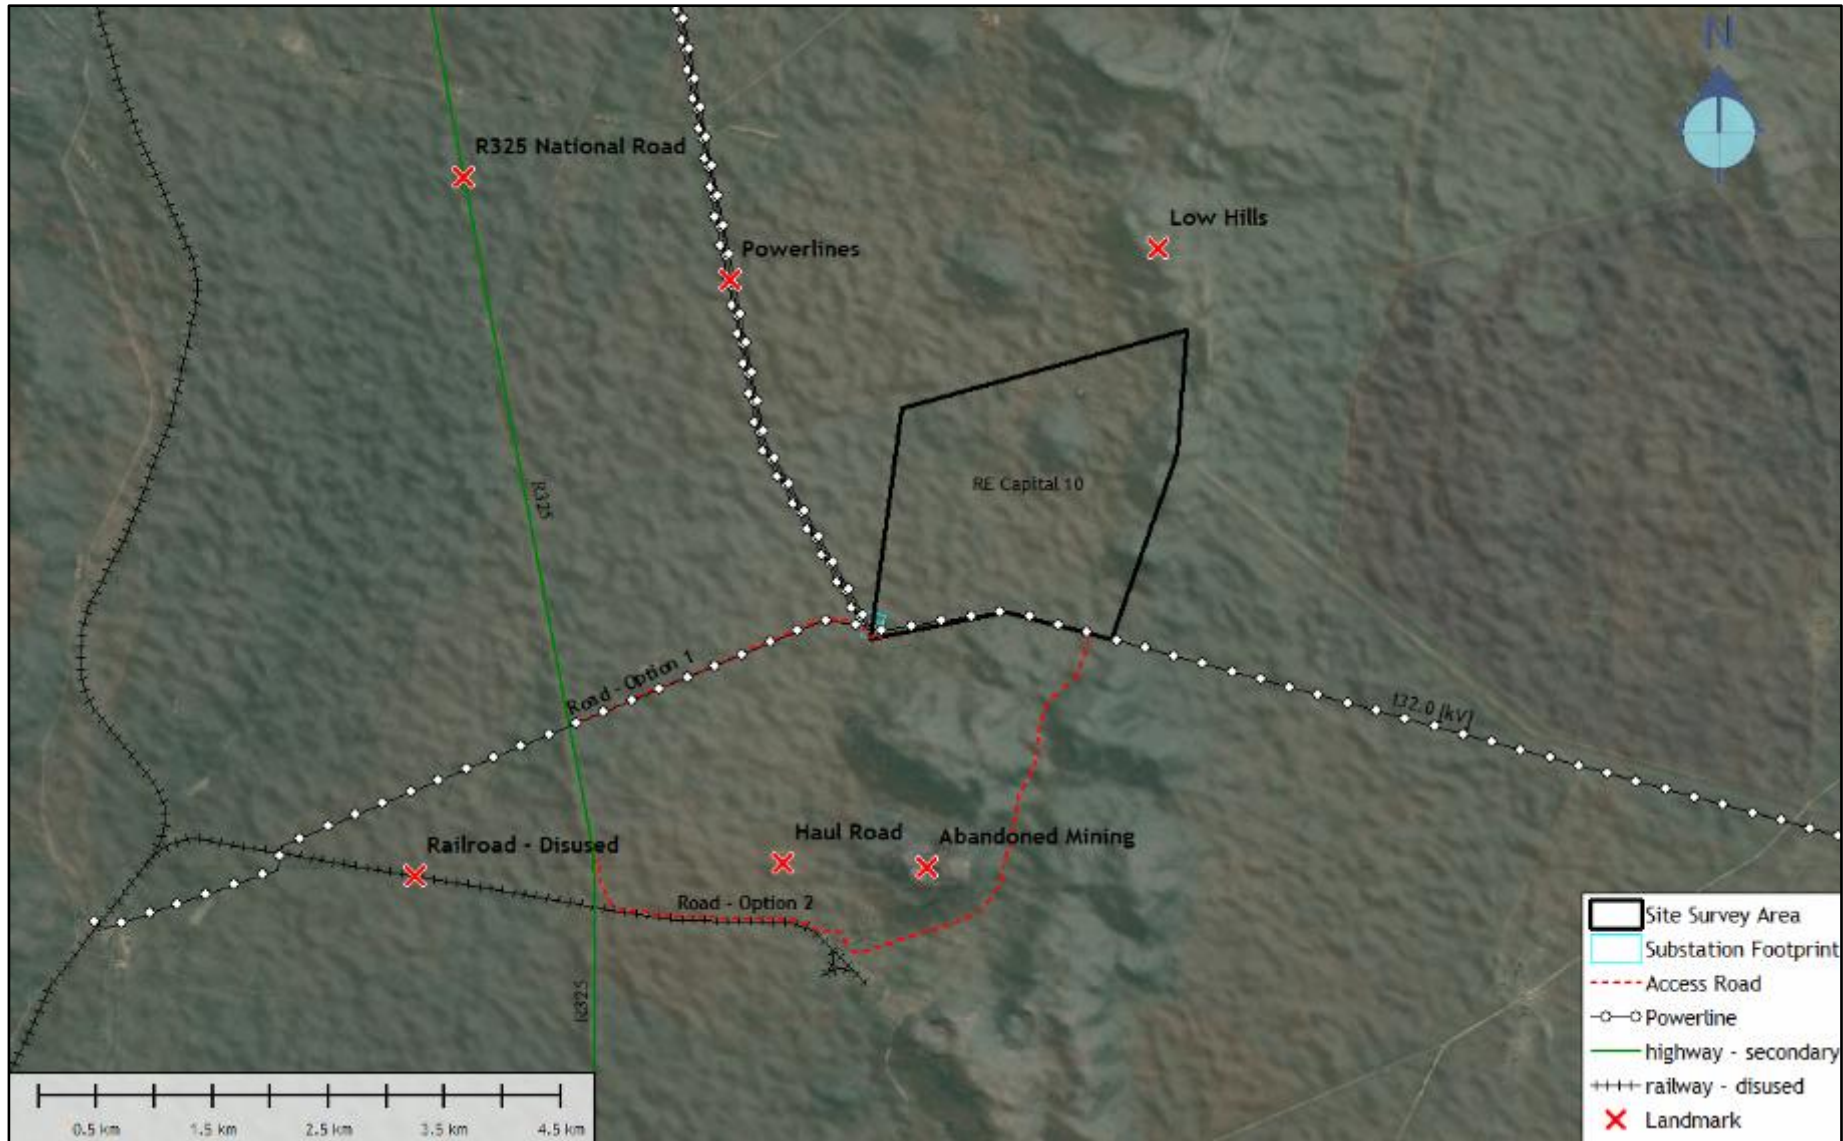 N
R325 National Road
Low Hills
Powerlines
RE Capital 10
R325
Road - Option 1
132.0 [kV]
Haul Road
Abandoned Mining
Railroad - Disused
Road - Option 2
R325
Site Survey Area
Substation Footprint
Access Road
Powerline
highway - secondary
railway - disused
Landmark
0.5 km 1.5 km 2.5 km 3.5 km 4.5 km